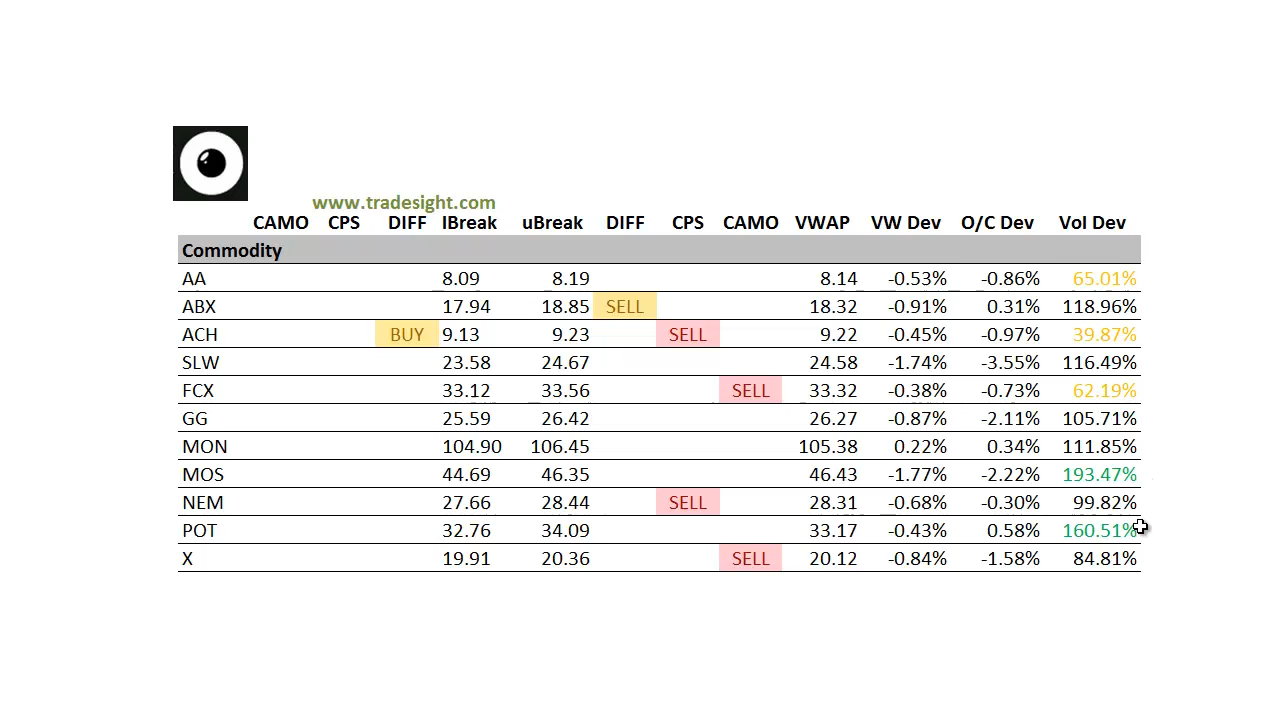 www.tradesight.com
CAMO CPS DIFF lBreak uBreak DIFF CPS CAMO VWAP VW Dev O/C Dev Vol Dev
Commodity
AA 8.09 8.19 8.14 -0.53% -0.86% 65.01%
ABX 17.94 18.85 SELL 18.32 -0.91% 0.31% 118.96%
ACH BUY 9.13 9.23 SELL 9.22 -0.45% -0.97% 39.87%
SLW 23.58 24.67 24.58 -1.74% -3.55% 116.49%
FCX 33.12 33.56 SELL 33.32 -0.38% -0.73% 62.19%
GG 25.59 26.42 26.27 -0.87% -2.11% 105.71%
MON 104.90 106.45 105.38 0.22% 0.34% 111.85%
MOS 44.69 46.35 46.43 -1.77% -2.22% 193.47%
NEM 27.66 28.44 SELL 28.31 -0.68% -0.30% 99.82%
POT 32.76 34.09 33.17 -0.43% 0.58% 160.51%
X 19.91 20.36 SELL 20.12 -0.84% -1.58% 84.81%